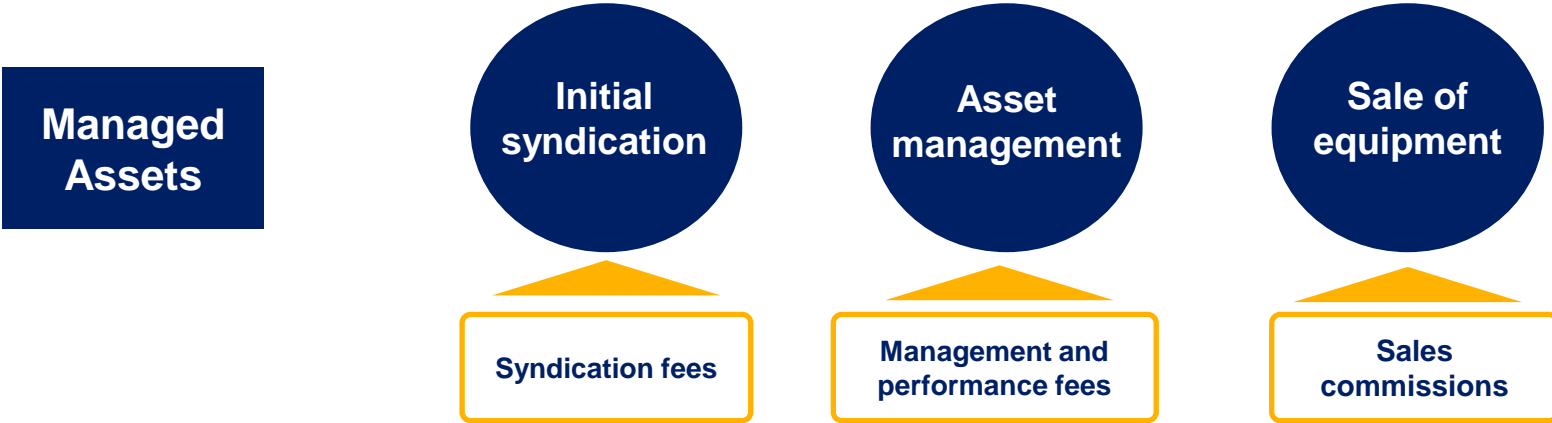 Managed
Assets
Initial
syndication
Asset
management
Sale of
equipment
Syndication fees
Management and
performance fees
Sales
commissions